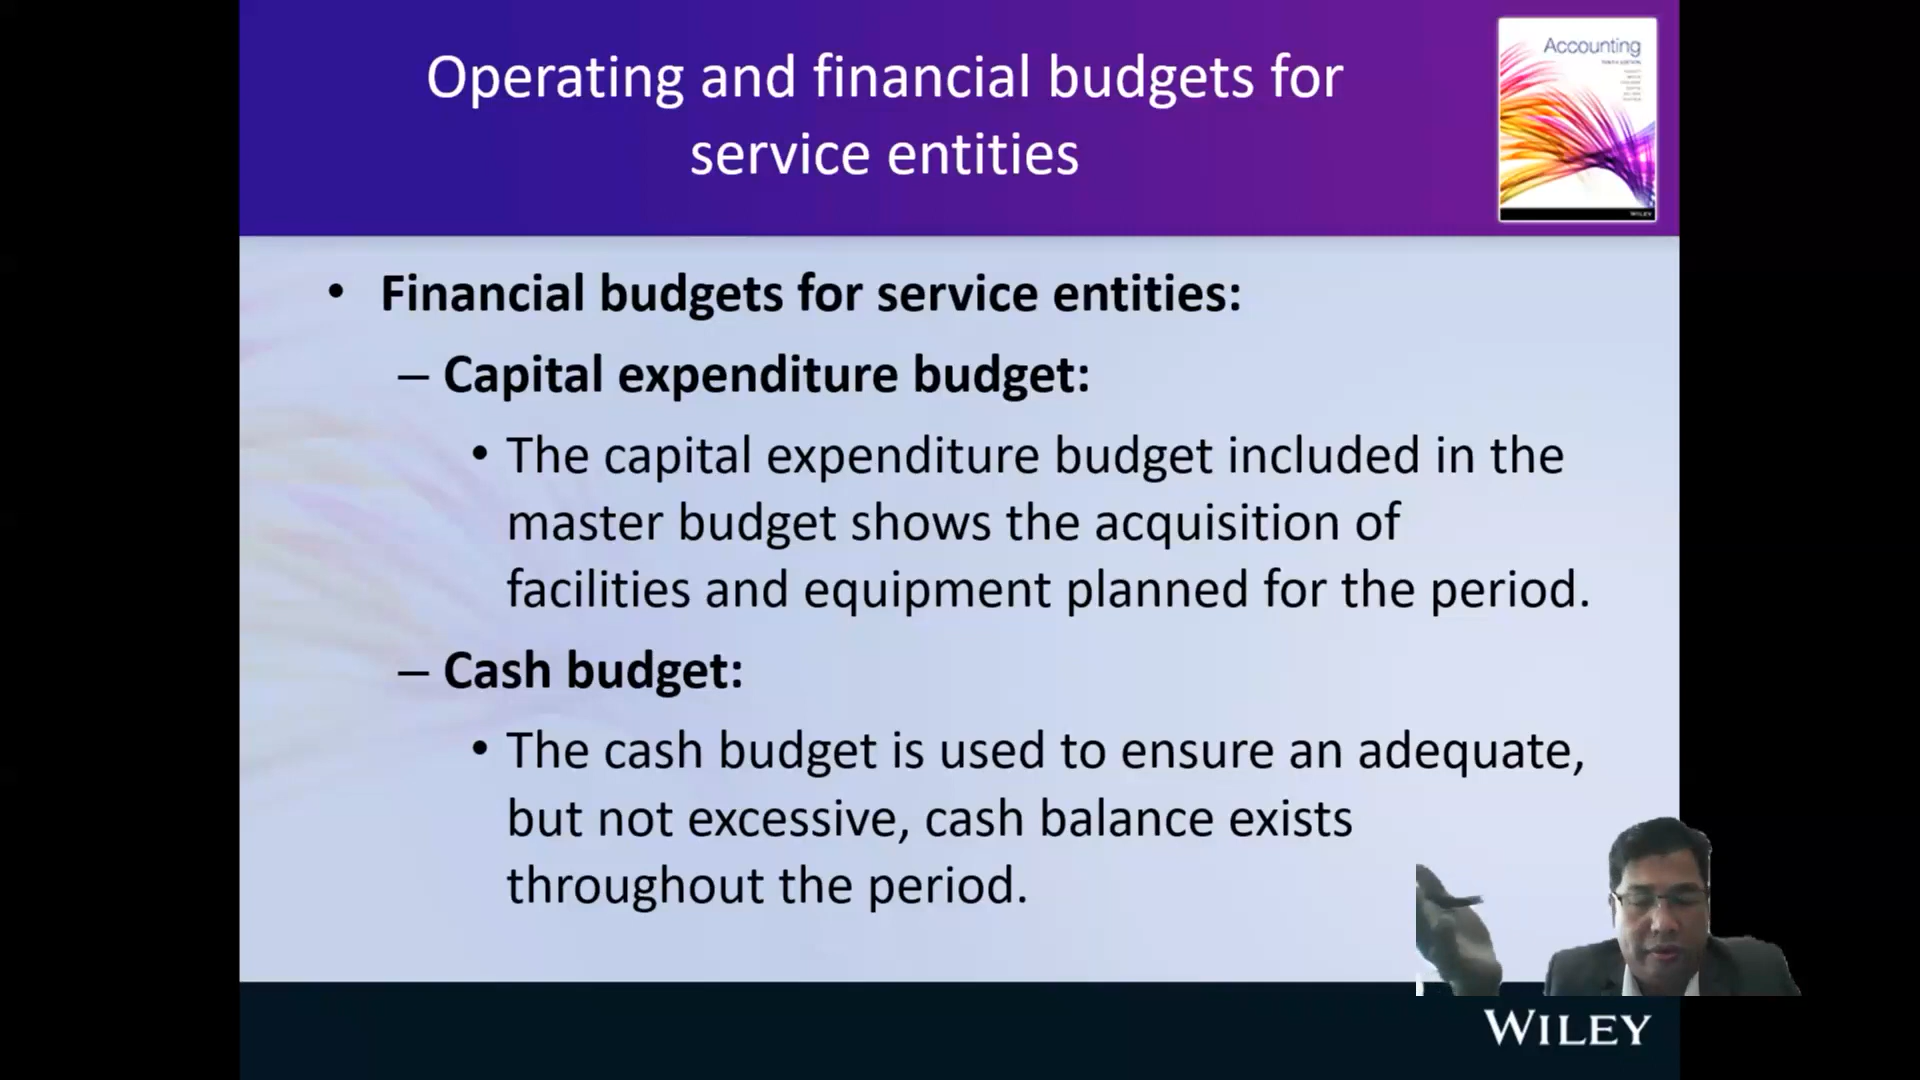 Operating and financial budgets for
service entities
Accounting
• Financial budgets for service entities:
– Capital expenditure budget:
• The capital expenditure budget included in the
master budget shows the acquisition of
facilities and equipment planned for the period.
– Cash budget:
• The cash budget is used to ensure an adequate,
but not excessive, cash balance exists
throughout the period.
WILEY
WILEY